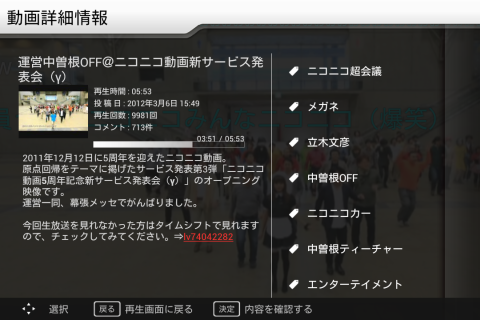 動画詳細情報
運営中曽根OFF＠ニコニコ動画新サービス発
表会（γ）
再生時間：05:53
投稿日：2012年3月6日 15:49
再生回数：9981回
コメント：713件
03:51 / 05:53
2011年12月12日に5周年を迎えたニコニコ動画。
原点回帰をテーマに掲げたサービス発表第3弾「ニコニコ
動画5周年記念新サービス発表会（γ）」のオープニング
映像です。
運営一同、幕張メッセでがんばりました。
今回生放送を見れなかった方はタイムシフトで見れます
ので、チェックしてみてください。⇒lv74042282
ニコニコ超会議
メガネ
立木文彦
中曽根OFF
ニコニコカー
中曽根ティーチャー
エンターテイメント
選択
戻る 再生画面に戻る
決定 内容を確認する